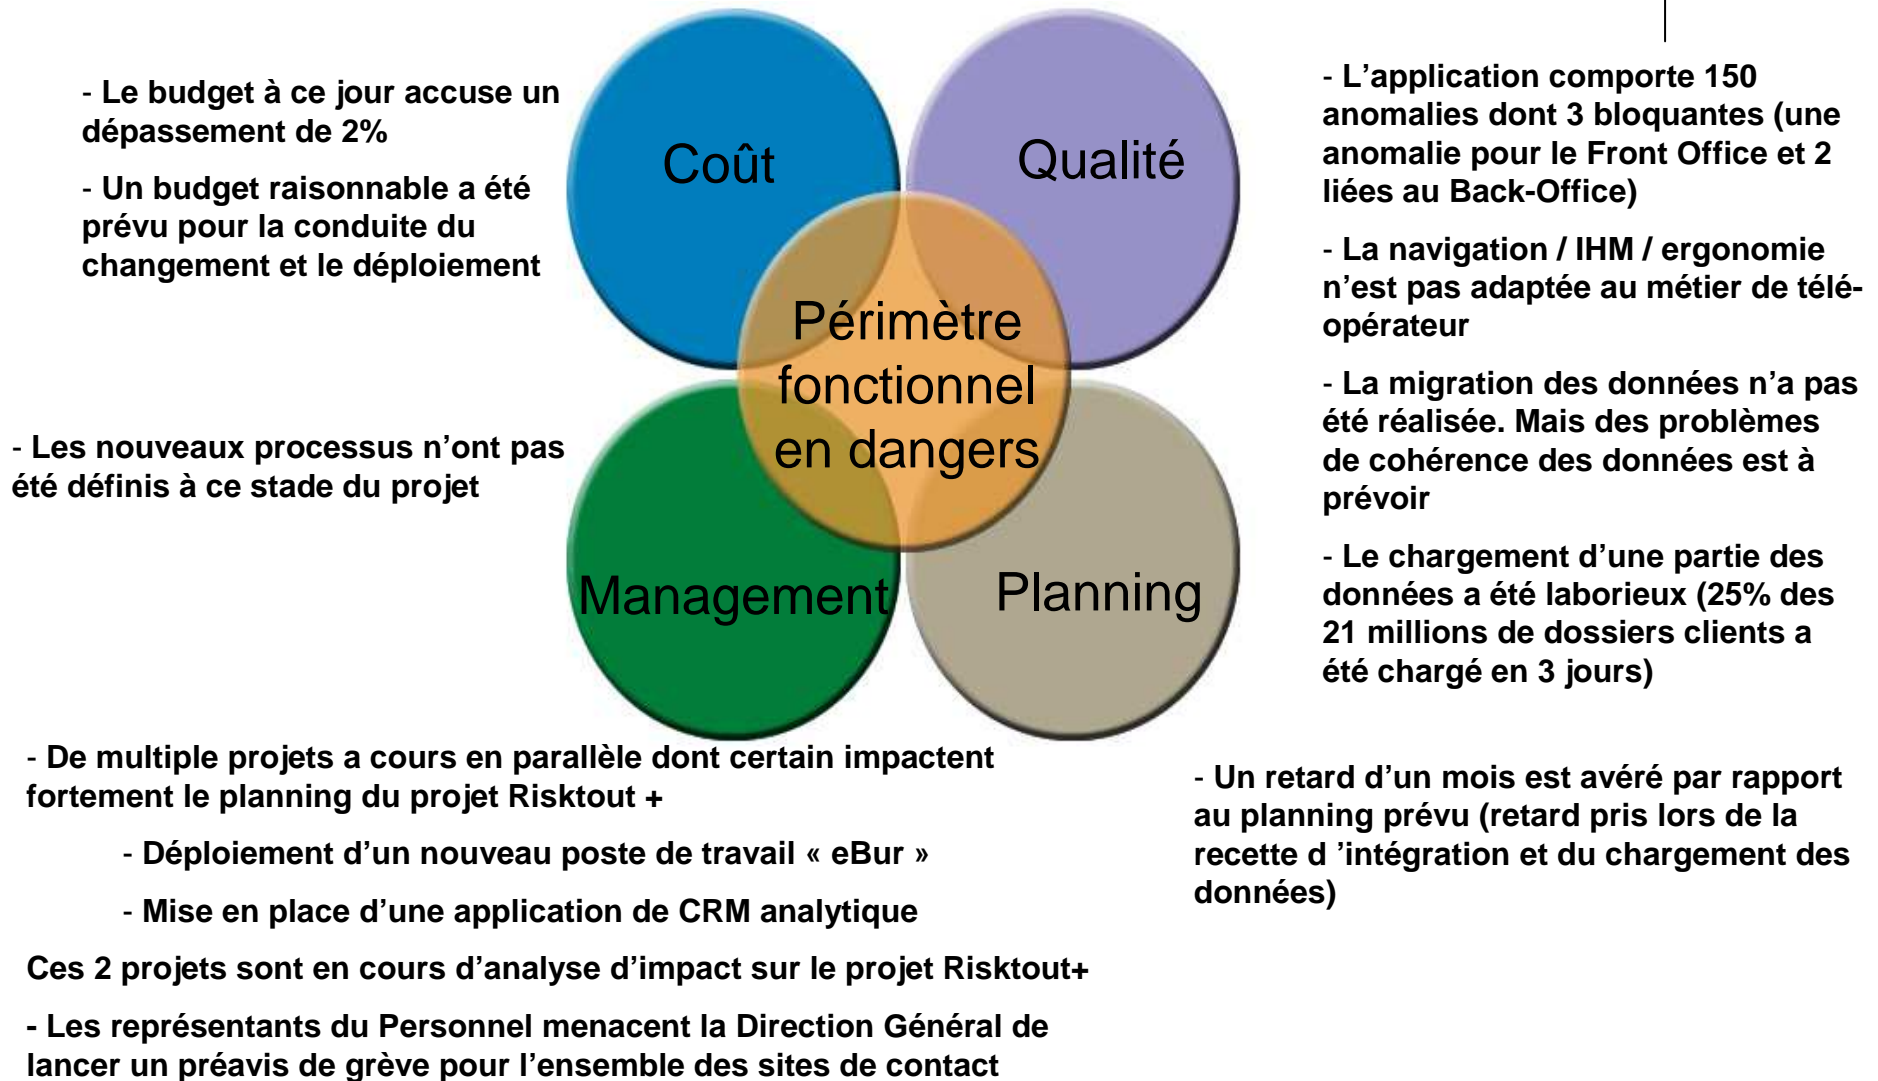 - Le budget à ce jour accuse un
dépassement de 2%
- Un budget raisonnable a été
prévu pour la conduite du
changement et le déploiement
Coût
Qualité
- L’application comporte 150
anomalies dont 3 bloquantes (une
anomalie pour le Front Office et 2
liées au Back-Office)
- La navigation / IHM / ergonomie
n’est pas adaptée au métier de télé-
opérateur
- La migration des données n’a pas
été réalisée. Mais des problèmes
de cohérence des données est à
prévoir
- Le chargement d’une partie des
données a été laborieux (25% des
21 millions de dossiers clients a
été chargé en 3 jours)
Périmètre
fonctionnel
en dangers
- Les nouveaux processus n’ont pas
été définis à ce stade du projet
Management
Planning
- De multiple projets a cours en parallèle dont certain impactent
fortement le planning du projet Risktout +
- Déploiement d’un nouveau poste de travail « eBur »
- Mise en place d’une application de CRM analytique
Ces 2 projets sont en cours d’analyse d’impact sur le projet Risktout+
- Les représentants du Personnel menacent la Direction Général de
lancer un préavis de grève pour l’ensemble des sites de contact
- Un retard d’un mois est avéré par rapport
au planning prévu (retard pris lors de la
recette d ’intégration et du chargement des
données)